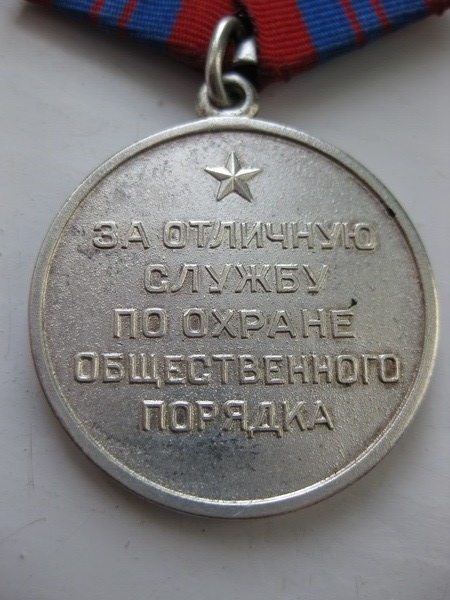 ЗА ОТЛИЧНУЮ
СЛУЖБУ
ПО ОХРАНЕ
ОБЩЕСТВЕННОГО
ПОРЯДКА